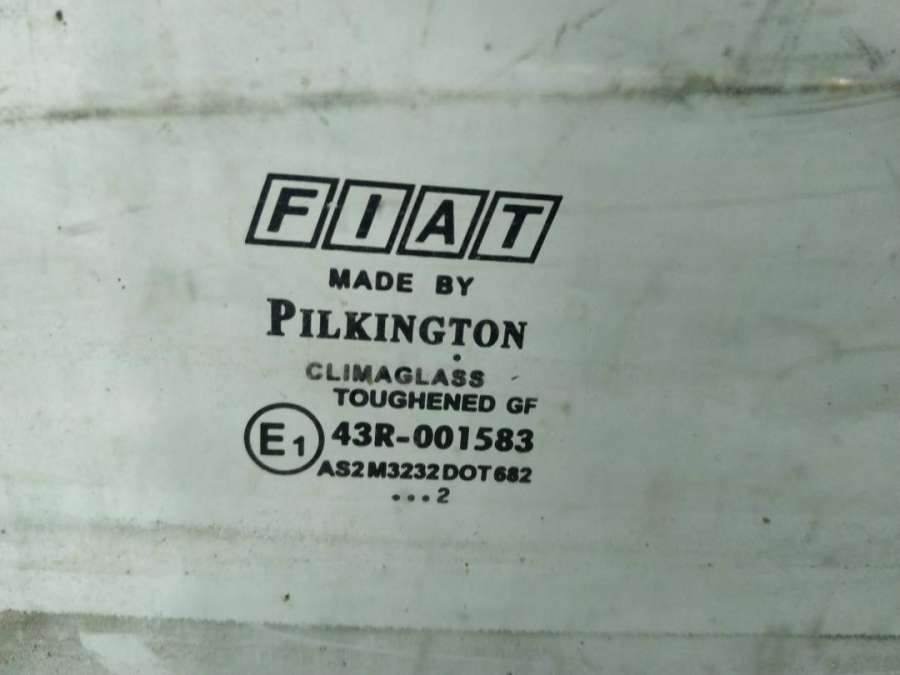 FIAT
MADE BY
PILKINGTON
CLIMAGLASS
TOUGHENED GF
E1 43R-001583
AS2 M3232 DOT 682
...2